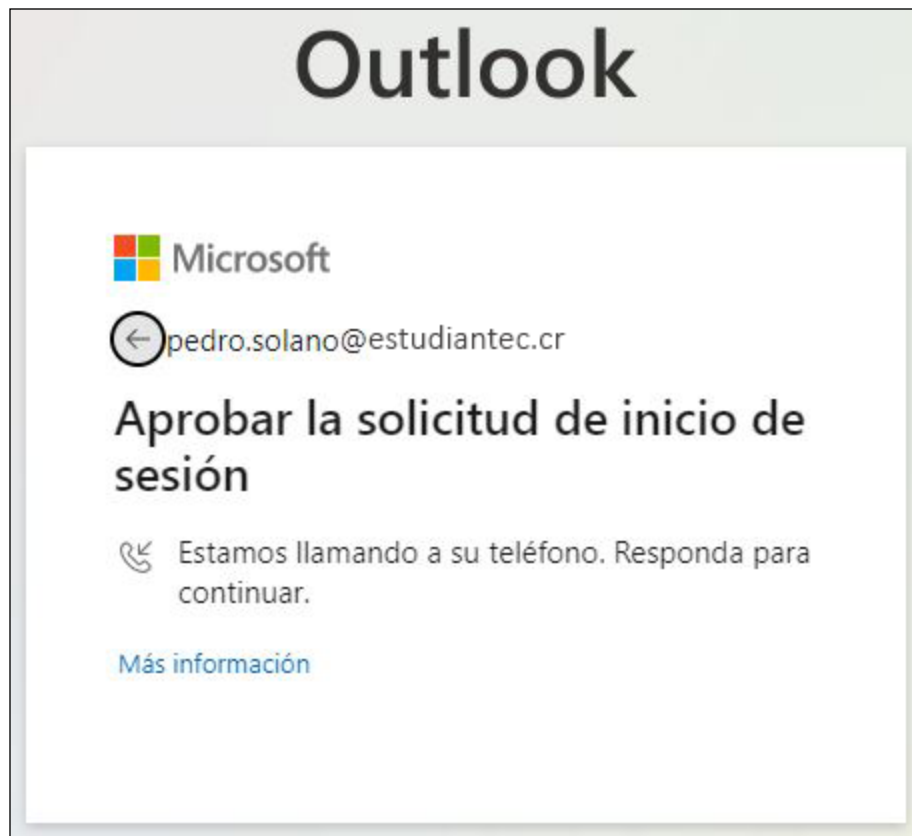 Outlook
Microsoft
pedro.solano@estudiantec.cr
Aprobar la solicitud de inicio de
sesión
Estamos llamando a su teléfono. Responda para
continuar.
Más información